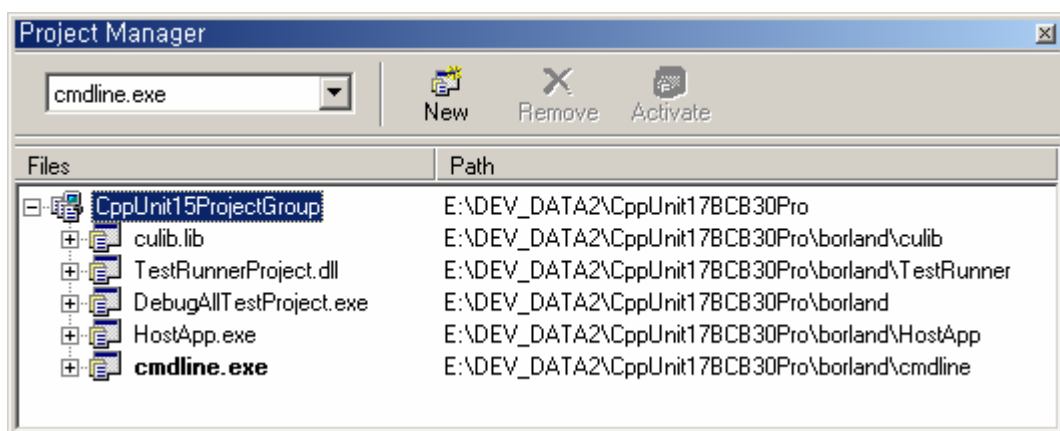 Project Manager
cmdline.exe
New Remove Activate
Files Path
CppUnit15ProjectGroup E:\DEV_DATA2\CppUnit17BCB30Pro
culib.lib E:\DEV_DATA2\CppUnit17BCB30Pro\borland\culib
TestRunnerProject.dll E:\DEV_DATA2\CppUnit17BCB30Pro\borland\TestRunner
DebugAllTestProject.exe E:\DEV_DATA2\CppUnit17BCB30Pro\borland
HostApp.exe E:\DEV_DATA2\CppUnit17BCB30Pro\borland\HostApp
cmdline.exe E:\DEV_DATA2\CppUnit17BCB30Pro\borland\cmdline